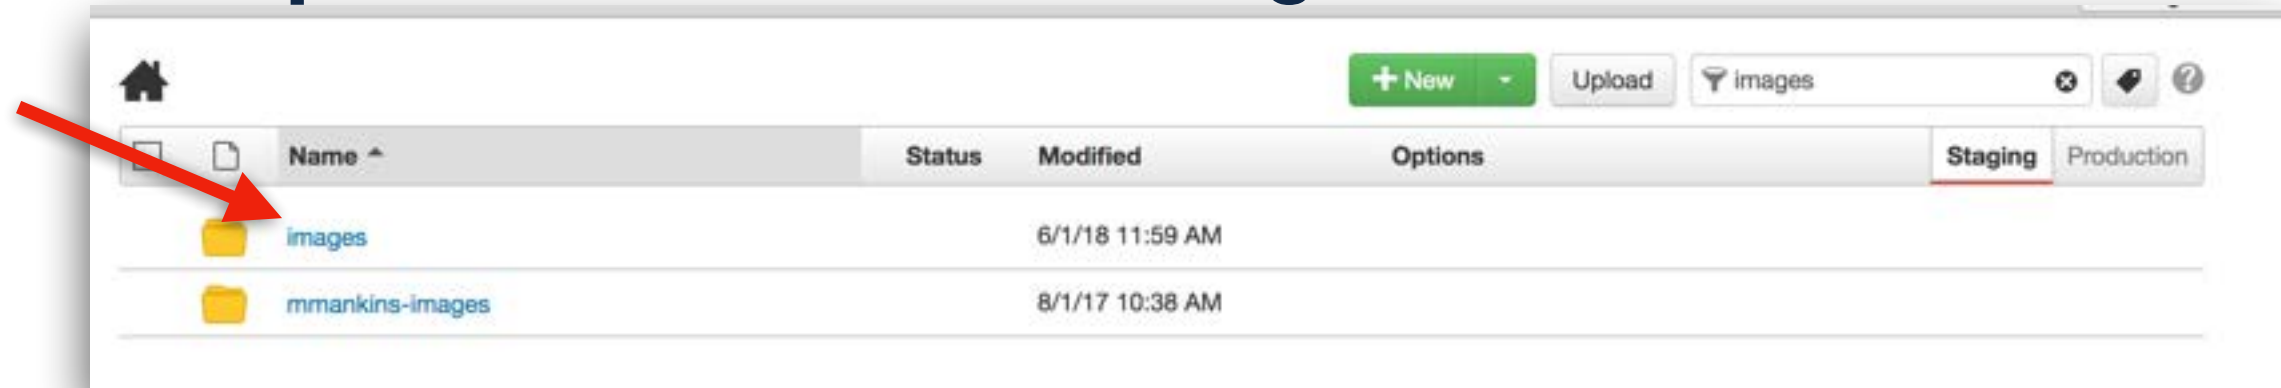 New Upload images
Name Status Modified Options Staging Production
images 6/1/18 11:59 AM
mmankins-images 8/1/17 10:38 AM